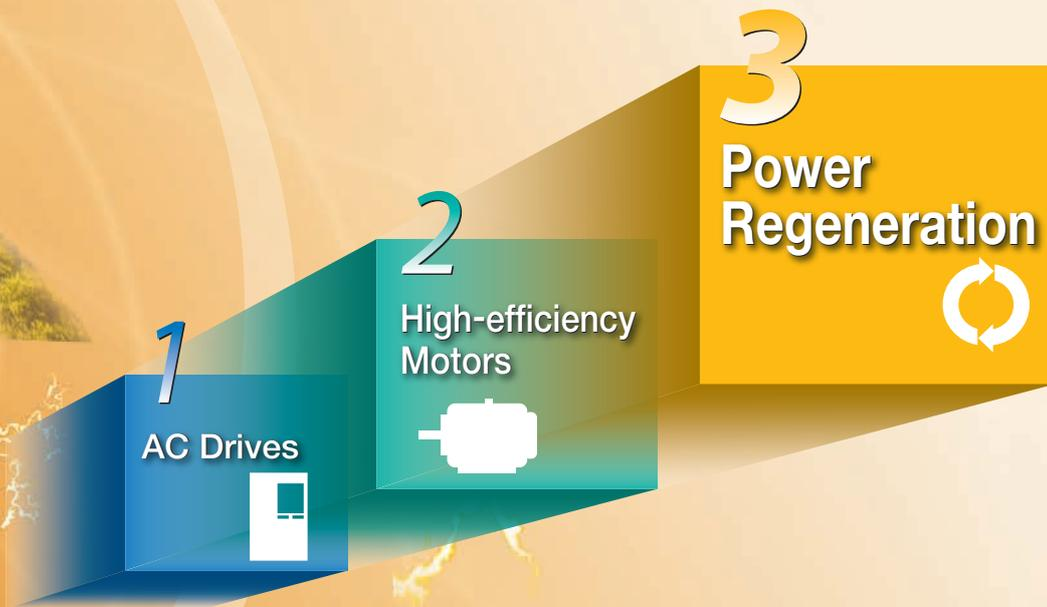 1
AC Drives
2
High-efficiency
Motors
3
Power
Regeneration